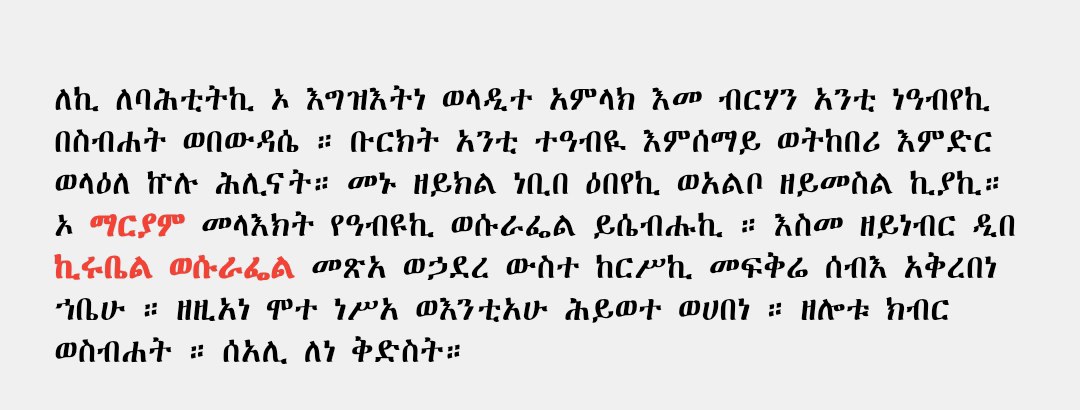 ለኪ ለባሕቲትኪ ኦ እግዝእትነ ወላዲተ አምላክ እመ ብርሃን አንቲ ነዓብየኪ
በስብሐት ወበውዳሴ ። ቡርክት አንቲ ተዓብዪ እምሰማይ ወትከበሪ እምድር
ወላዕለ ኵሉ ሕሊናት። መኑ ዘይክል ነቢበ ዕበየኪ ወአልቦ ዘይመስል ኪያኪ።
ኦ ማርያም መላእክት የዓብዩኪ ወሱራፌል ይሴብሑኪ ። እስመ ዘይነብር ዲበ
ኪሩቤል ወሱራፌል መጽአ ወኃደረ ውስተ ከርሥኪ መፍቅሬ ሰብእ አቅረበነ
ኀቤሁ ። ዘዚአነ ሞተ ነሥአ ወእንቲአሁ ሕይወተ ወሀበነ ። ዘሎቱ ክብር
ወስብሐት ። ሰአሊ ለነ ቅድስት።